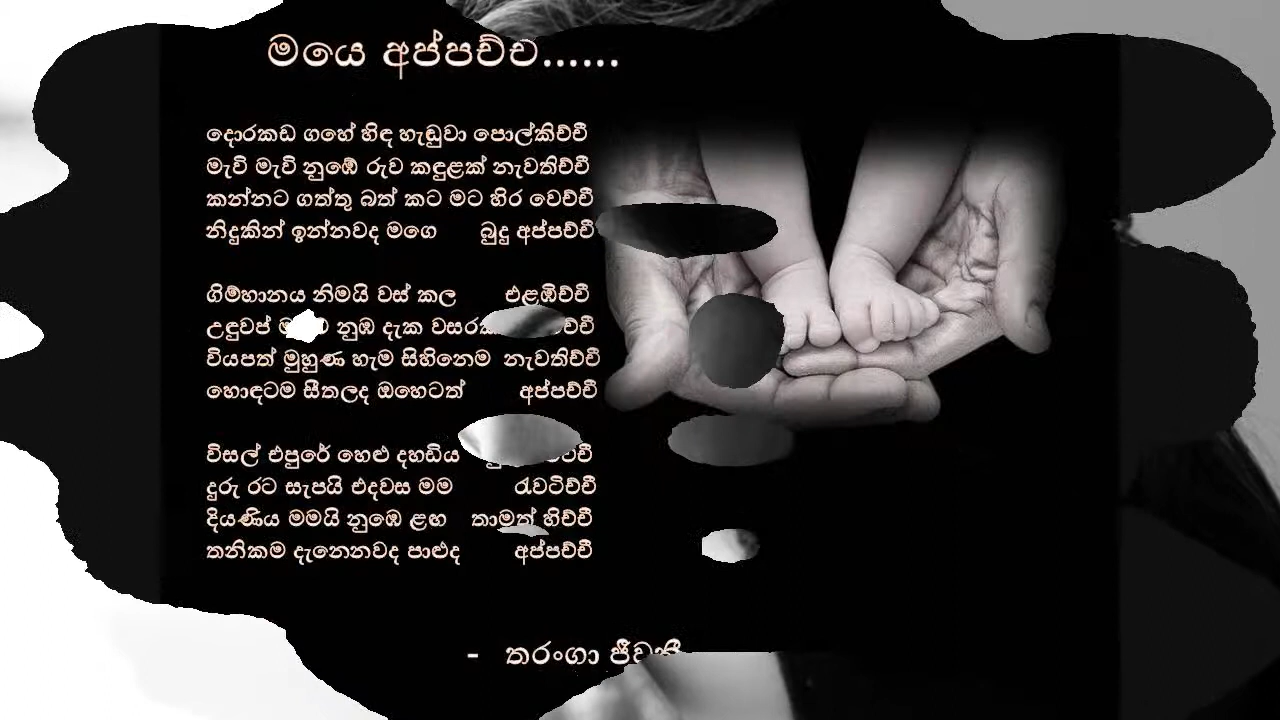 මයෙ අප්පච්ච......
දොරකඩ ගහේ හිඳ හැඬුවා පොල්කිච්චී
මැව් මැව් නුඹේ රුව කඳුළක් නැවතිච්චී
කන්නට ගත්තු බත් කට මට හිර වෙච්චී
නිදුකින් ඉන්නවද මගෙ බුදු අප්පච්චී
ගිම්හානය නිමයි වස් කල එළඹිච්චී
උඳුවප් නුඹ දැක
වියපත් මුහුණ හැම සිහිනෙම නැවතිච්චී
හොඳටම සීතලද ඔහෙටත් අප්පච්චී
විසල් එපුරේ හෙළු දහඩිය
දුරු රට සැපයි එදවස මම රැවටිච්චී
දියණිය මමයි නුඹෙ ළඟ තාමත් හිච්චී
තනිකම දැනෙනවද පාළුද අප්පච්චී
- තරංගා